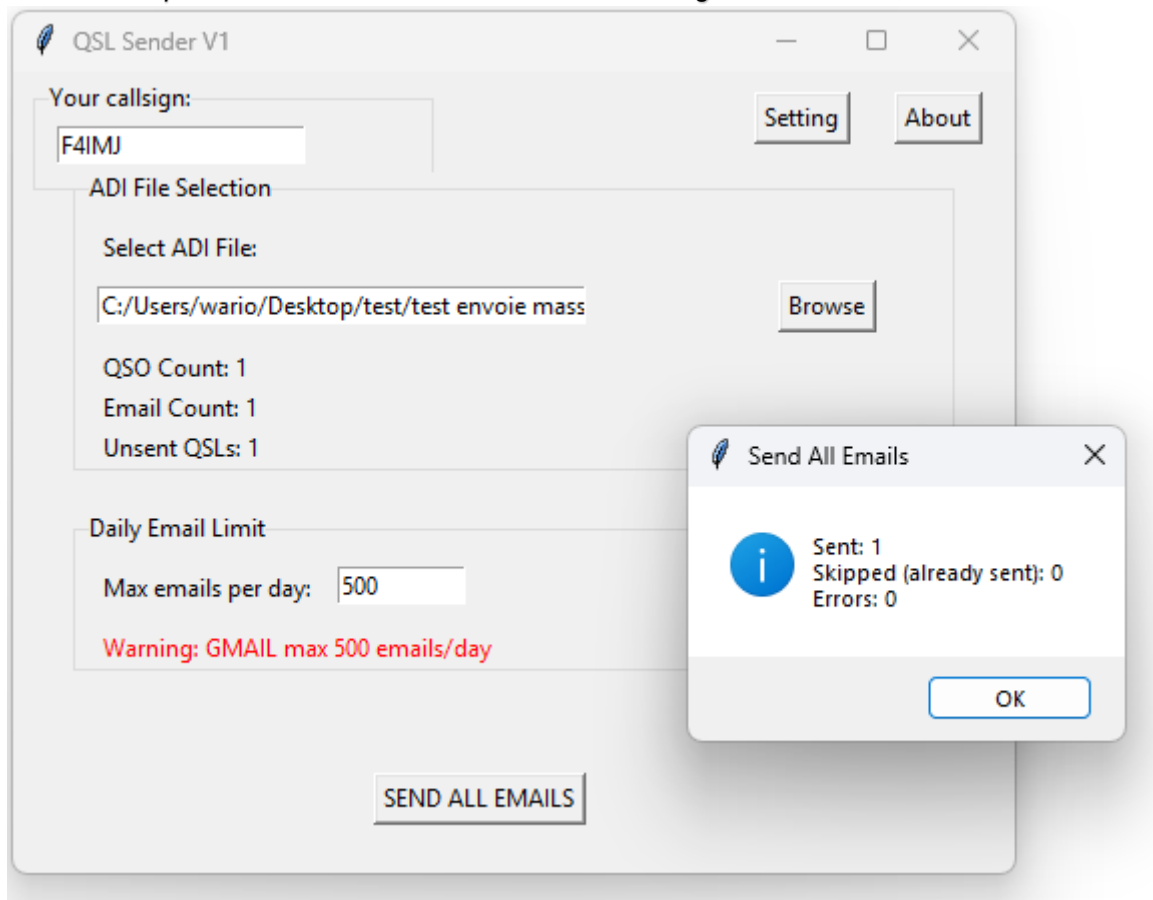 QSL Sender V1
Your callsign:
Setting
About
F4IMJ
ADI File Selection
Select ADI File:
C:/Users/wario/Desktop/test/test envoie mass
Browse
QSO Count: 1
Email Count: 1
Unsent QSLs: 1
Send All Emails
Sent: 1
Skipped (already sent): 0
Errors: 0
OK
Daily Email Limit
Max emails per day:
500
Warning: GMAIL max 500 emails/day
SEND ALL EMAILS